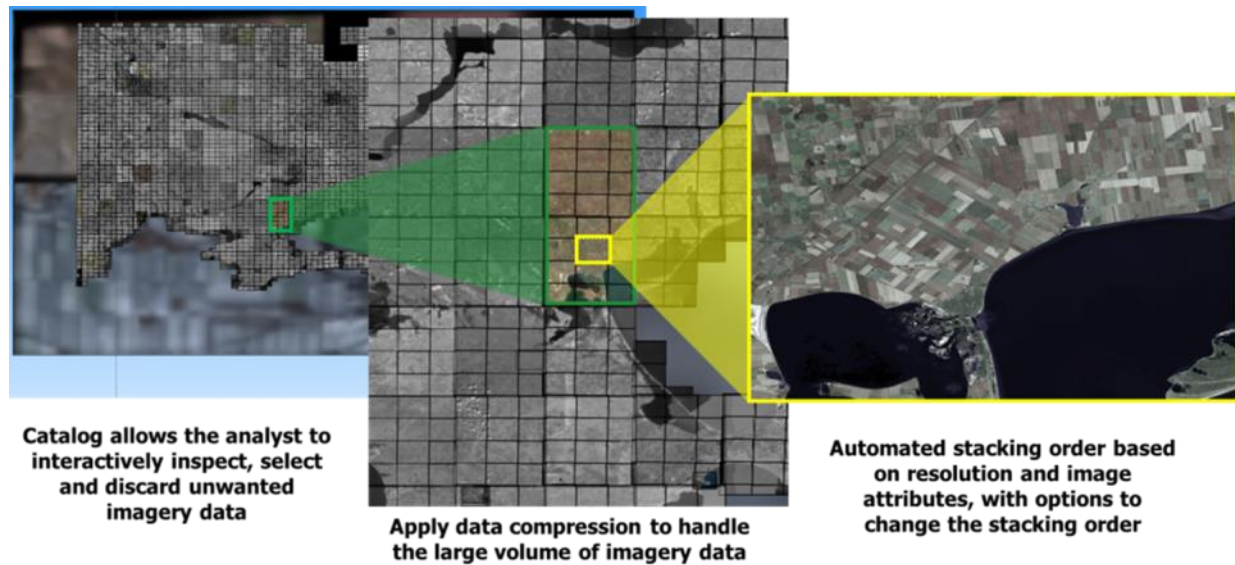 Catalog allows the analyst to
interactively inspect, select
and discard unwanted
imagery data
Apply data compression to handle
the large volume of imagery data
Automated stacking order based
on resolution and image
attributes, with options to
change the stacking order